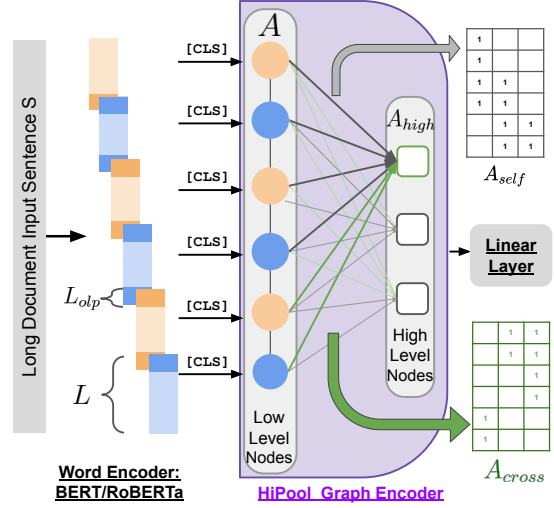 Long Document Input Sentence S
L_olp
L
[CLS]
[CLS]
[CLS]
[CLS]
[CLS]
[CLS]
Word Encoder:
BERT/RoBERTa
A
Low
Level
Nodes
A_high
High
Level
Nodes
HiPool Graph Encoder
1
1
1 1
1 1
1 1
1 1
A_self
Linear
Layer
1 1
1 1
1
1
1
1
A_cross